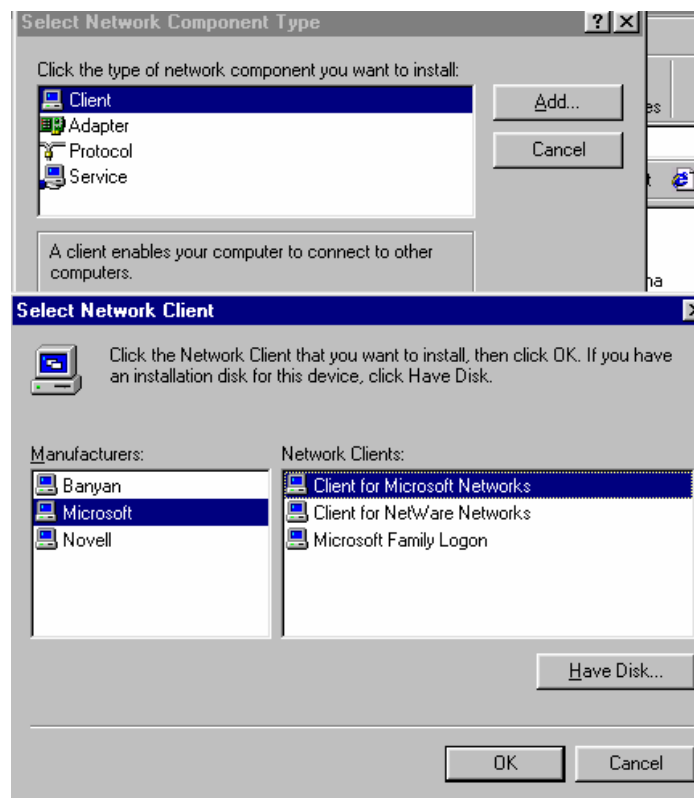 Select Network Component Type
Click the type of network component you want to install:
Client
Adapter
Protocol
Service
Add...
Cancel
A client enables your computer to connect to other
computers.
es
t
na
Select Network Client
Click the Network Client that you want to install, then click OK. If you have
an installation disk for this device, click Have Disk.
Manufacturers:
Banyan
Microsoft
Novell
Network Clients:
Client for Microsoft Networks
Client for NetWare Networks
Microsoft Family Logon
Have Disk...
OK
Cancel